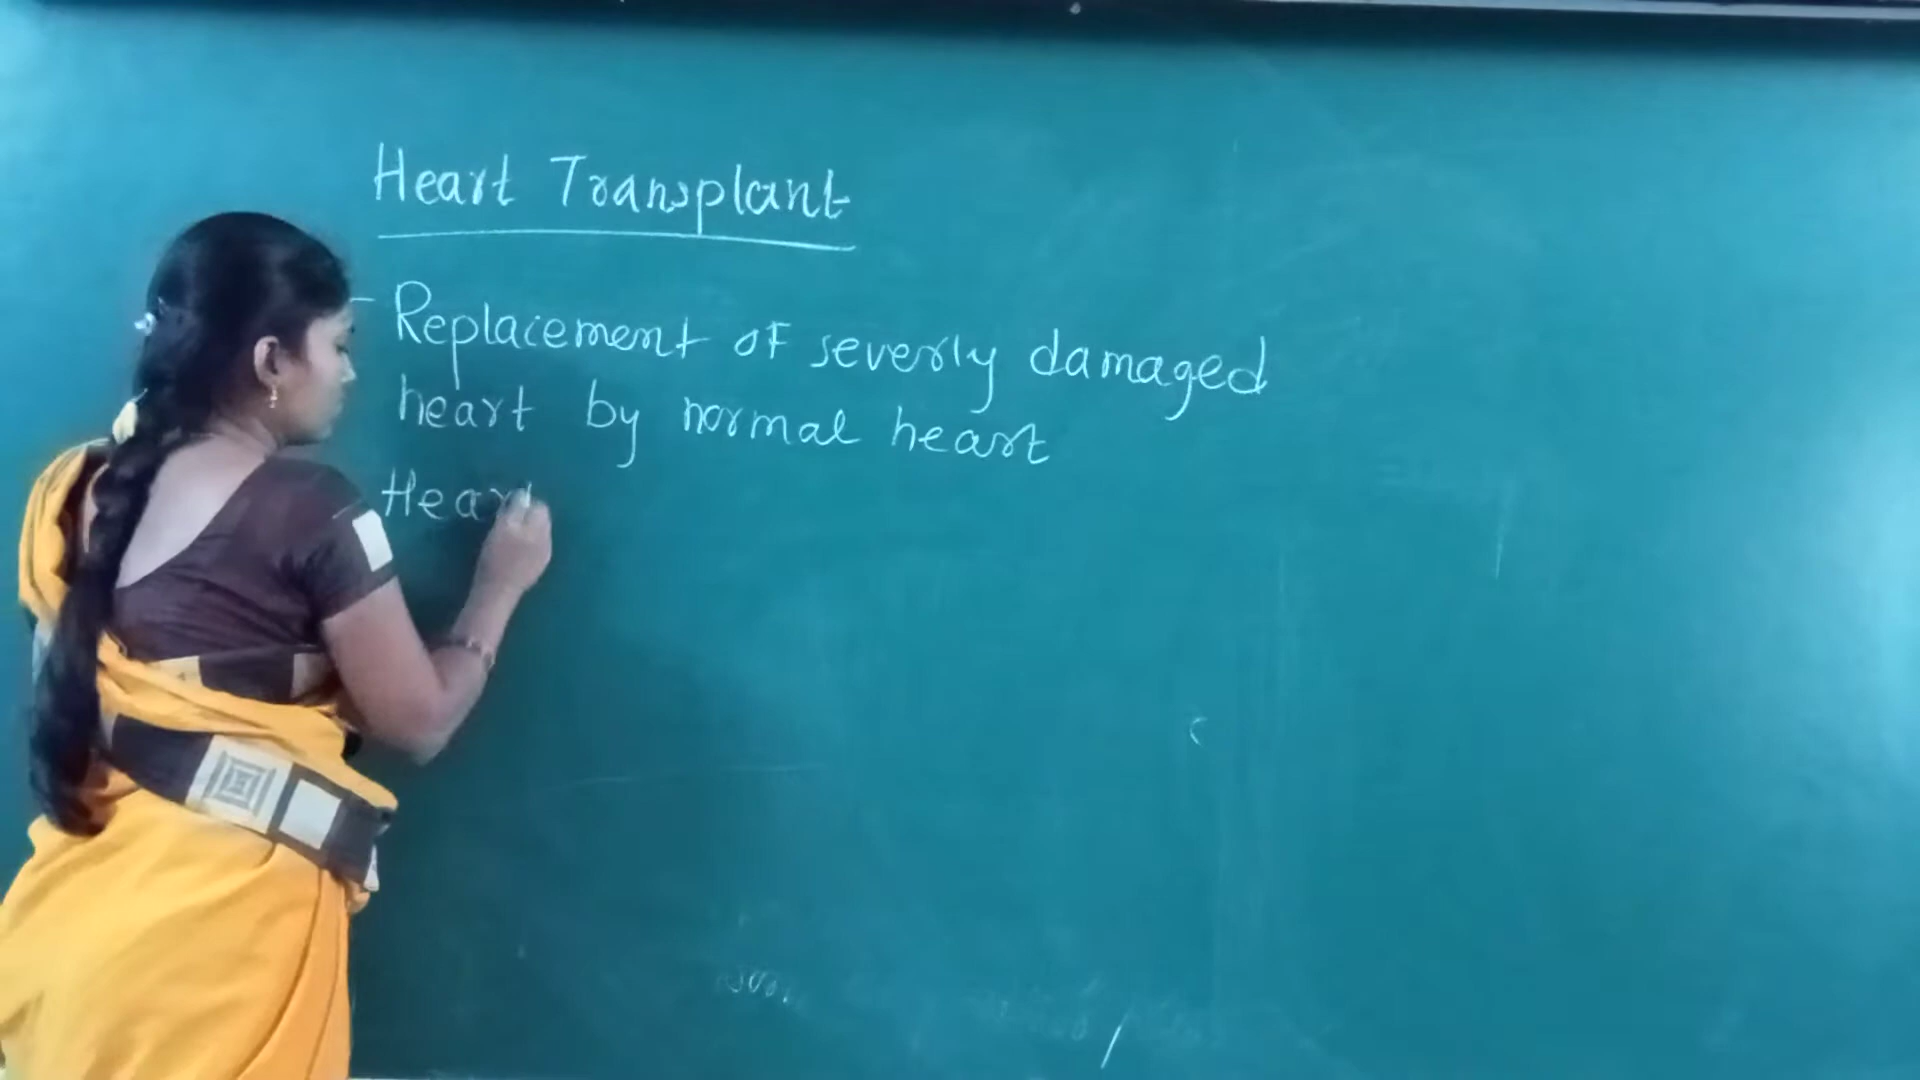 Heart Transplant
- Replacement of severly damaged
heart by normal heart
Heart